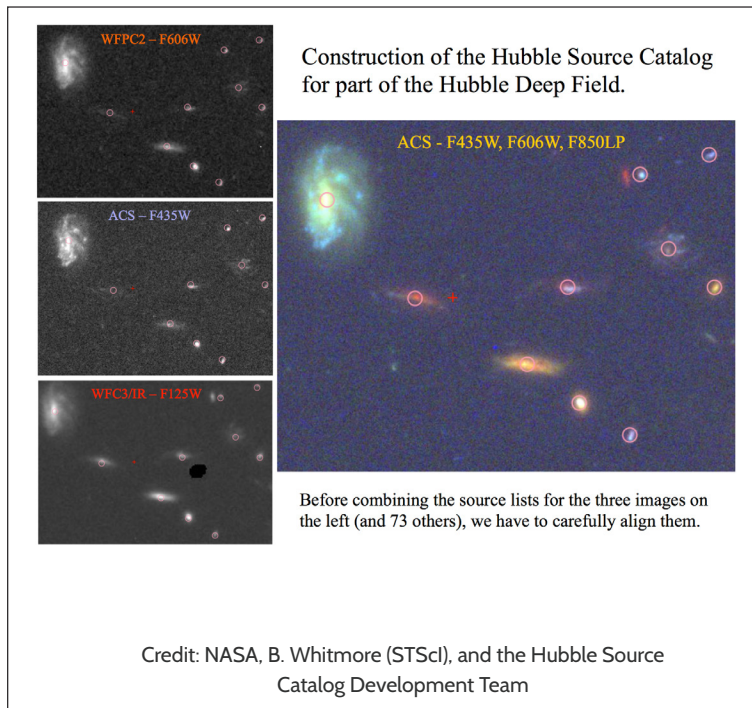 WFPC2 – F606W
ACS – F435W
WFC3/IR – F125W
Construction of the Hubble Source Catalog
for part of the Hubble Deep Field.
ACS - F435W, F606W, F850LP
Before combining the source lists for the three images on
the left (and 73 others), we have to carefully align them.
Credit: NASA, B. Whitmore (STScI), and the Hubble Source
Catalog Development Team